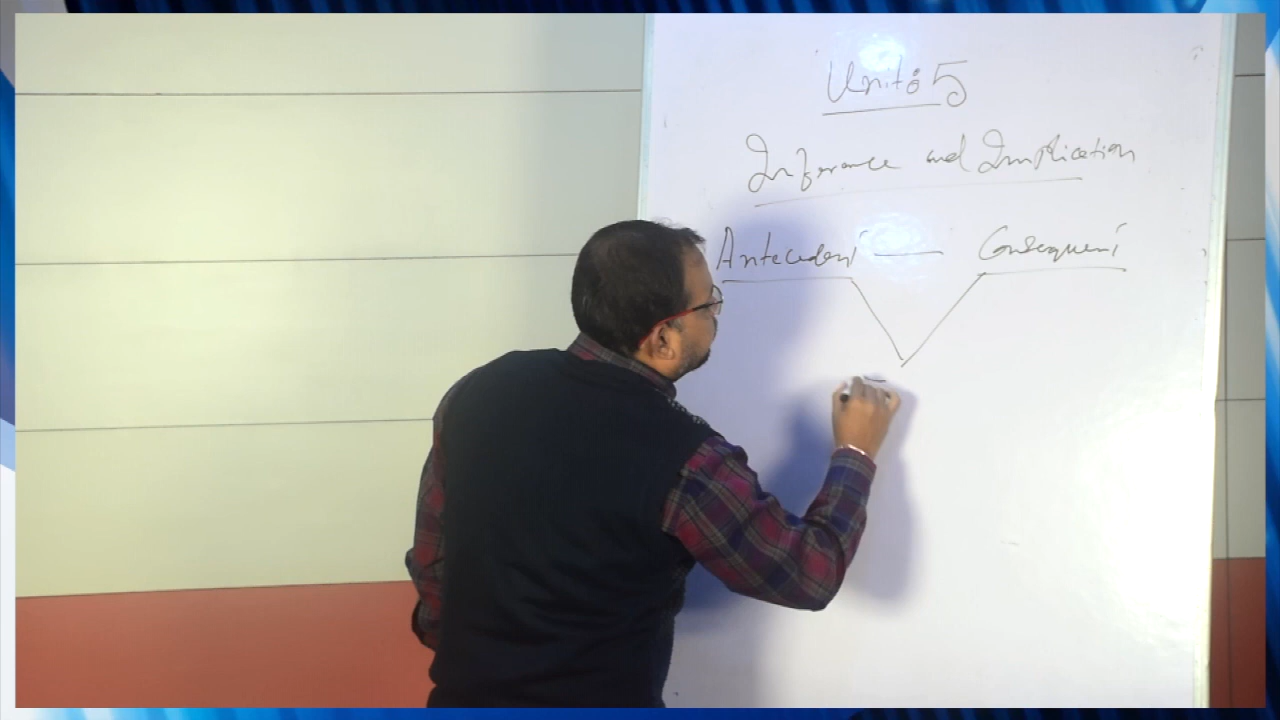 Unit: 5
Inference and Implication
Antecedent — Consequent